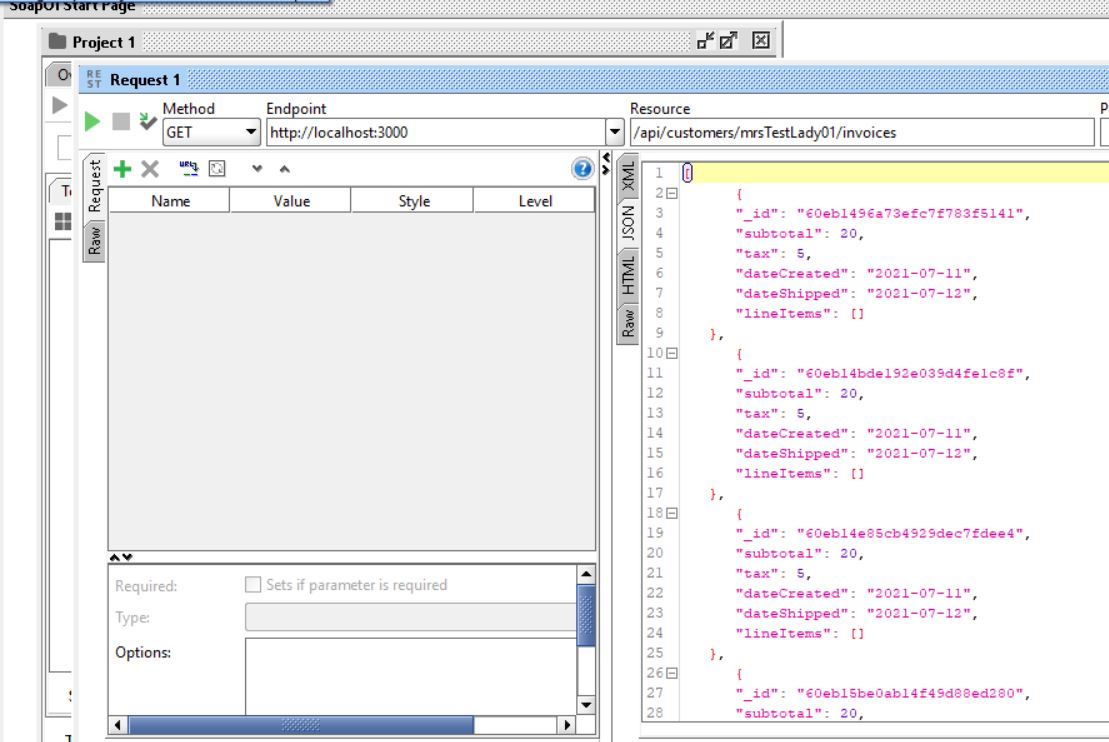 SoapUI Start Page
Project 1
REST Request 1
Method Endpoint Resource
GET http://localhost:3000 /api/customers/mrsTestLady01/invoices
Request
Raw
Name Value Style Level
Required: Sets if parameter is required
Type:
Options:
XML
JSON
HTML
Raw
1 [
2 {
3 "_id": "60eb1496a73efc7f783f5141",
4 "subtotal": 20,
5 "tax": 5,
6 "dateCreated": "2021-07-11",
7 "dateShipped": "2021-07-12",
8 "lineItems": []
9 },
10 {
11 "_id": "60eb14bde192e039d4fe1c8f",
12 "subtotal": 20,
13 "tax": 5,
14 "dateCreated": "2021-07-11",
15 "dateShipped": "2021-07-12",
16 "lineItems": []
17 },
18 {
19 "_id": "60eb14e85cb4929dec7fdee4",
20 "subtotal": 20,
21 "tax": 5,
22 "dateCreated": "2021-07-11",
23 "dateShipped": "2021-07-12",
24 "lineItems": []
25 },
26 {
27 "_id": "60eb15be0ab14f49d88ed280",
28 "subtotal": 20,